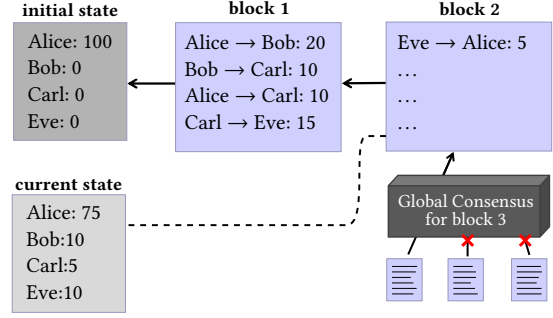 initial state
Alice: 100
Bob: 0
Carl: 0
Eve: 0
block 1
Alice → Bob: 20
Bob → Carl: 10
Alice → Carl: 10
Carl → Eve: 15
block 2
Eve → Alice: 5
...
...
...
current state
Alice: 75
Bob:10
Carl:5
Eve:10
Global Consensus
for block 3